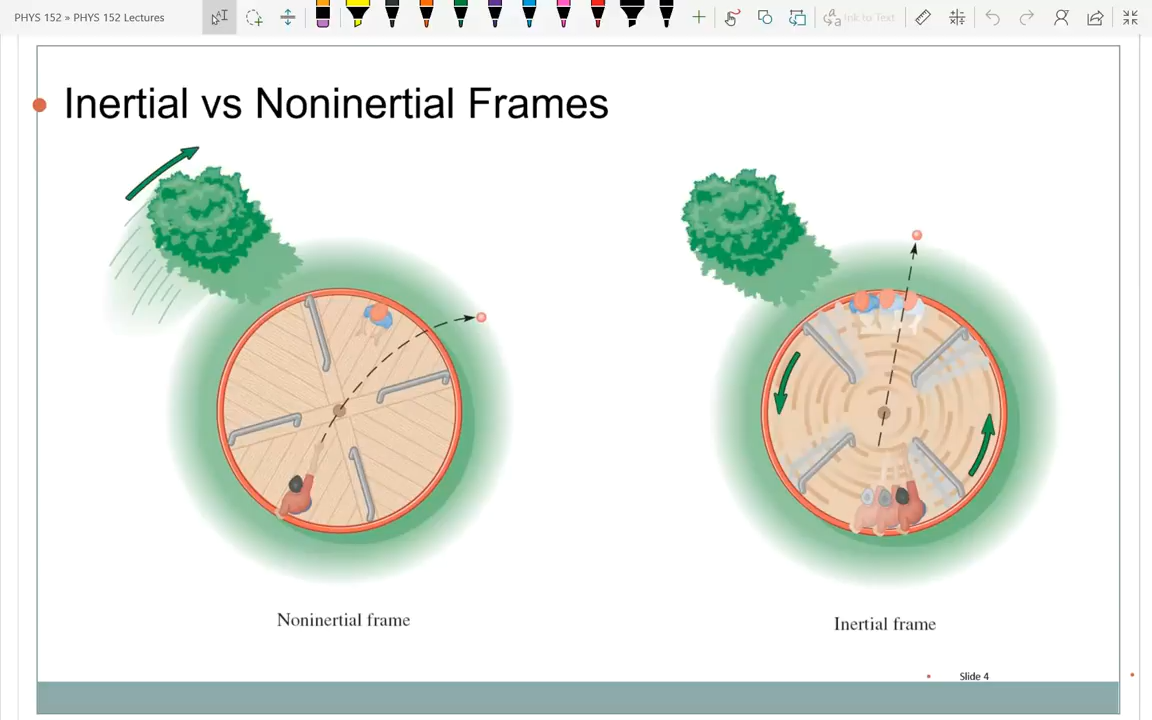 PHYS 152 » PHYS 152 Lectures
Ink to Text
Inertial vs Noninertial Frames
Noninertial frame
Inertial frame
Slide 4